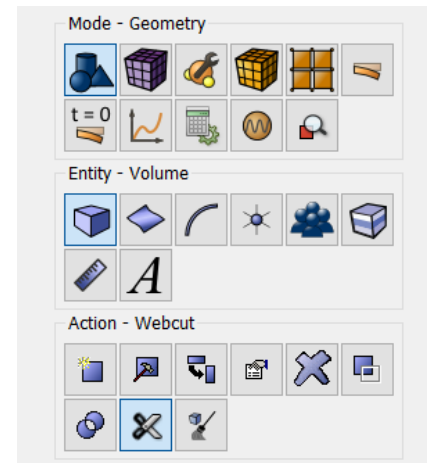 Mode - Geometry
t = 0
Entity - Volume
A
Action - Webcut